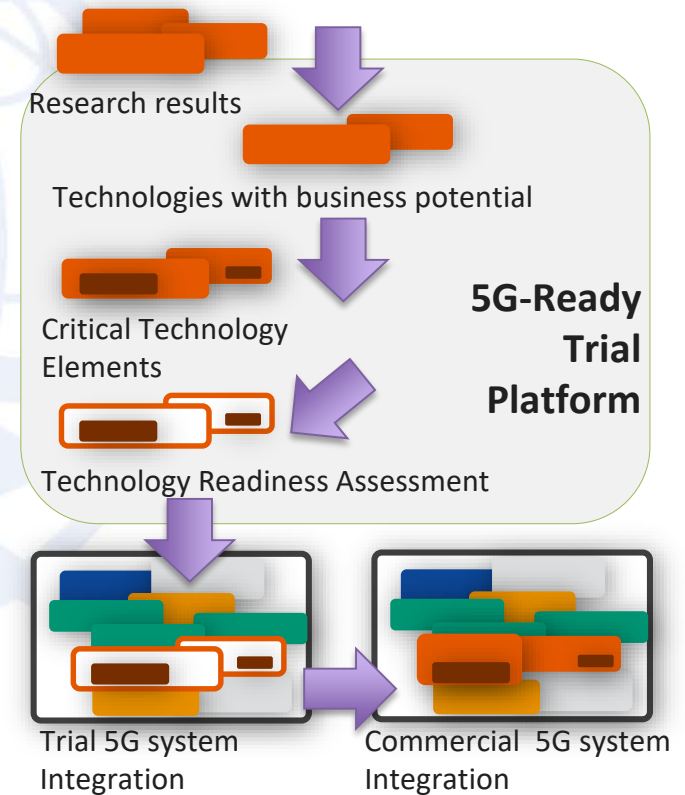 Research results
Technologies with business potential
5G-Ready
Trial
Platform
Critical Technology
Elements
Technology Readiness Assessment
Trial 5G system
Integration
Commercial  5G system
Integration